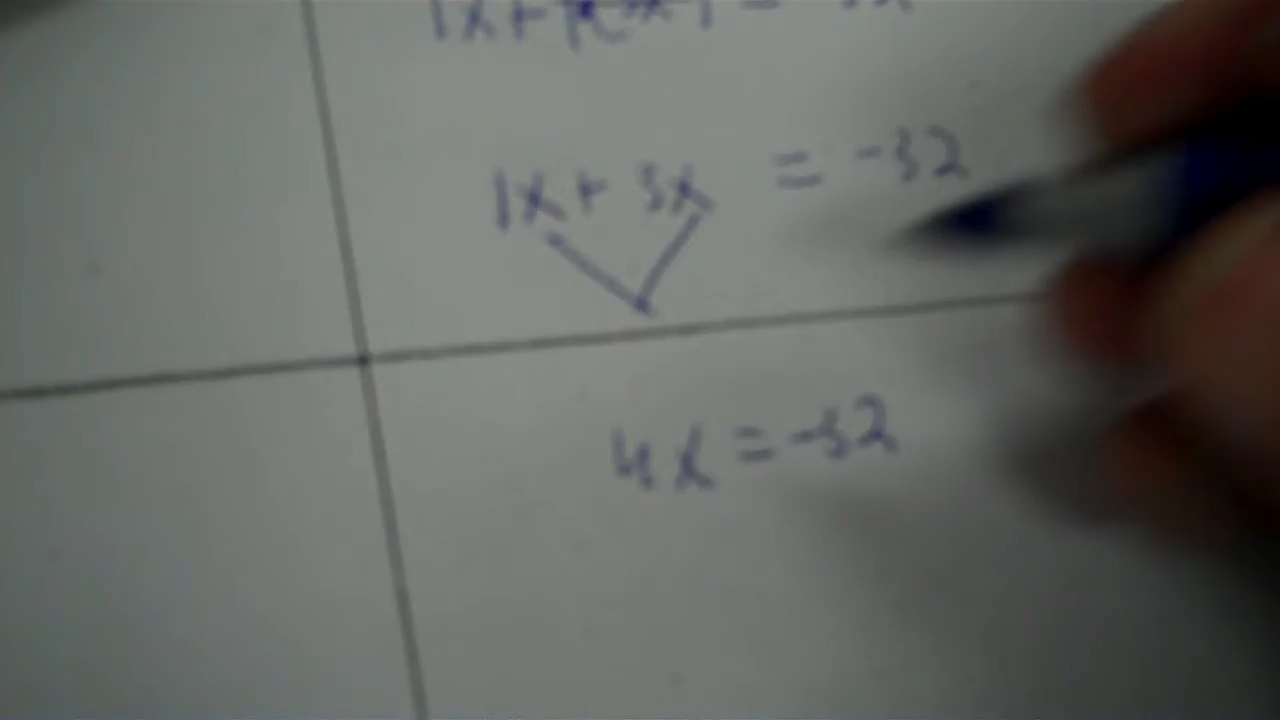 1x + 3x = -32
4x = -32